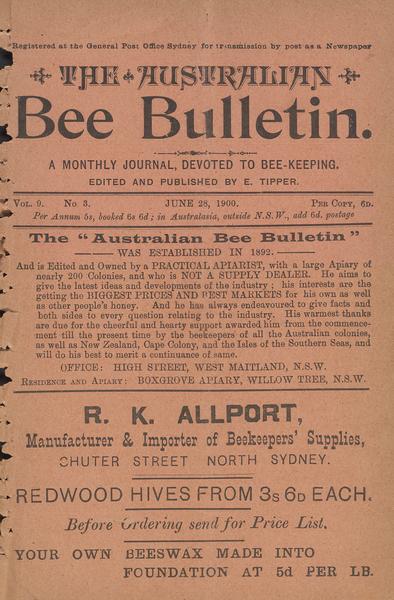 Registered at the General Post Office Sydney for transmission by post as a Newspaper
THE AUSTRALIAN
Bee Bulletin.
A MONTHLY JOURNAL, DEVOTED TO BEE-KEEPING.
EDITED AND PUBLISHED BY E. TIPPER.
VOL. 9. No 3. JUNE 28, 1900. PER COPY, 6D.
Per Annum 5s, booked 6s 6d; in Australasia, outside N.S.W., add 6d. postage
The "Australian Bee Bulletin"
WAS ESTABLISHED IN 1892.
And is Edited and Owned by a PRACTICAL APIARIST, with a large Apiary of
nearly 200 Colonies, and who is NOT A SUPPLY DEALER. He aims to
give the latest ideas and developments of the industry; his interests are the
getting the BIGGEST PRICES AND BEST MARKETS for his own as well
as other people's honey. And he has always endeavoured to give facts and
both sides to every question relating to the industry. His warmest thanks
are due for the cheerful and hearty support awarded him from the commence-
ment till the present time by the beekeepers of all the Australian colonies,
as well as New Zealand, Cape Colony, and the Isles of the Southern Seas, and
will do his best to merit a continuance of same.
OFFICE: HIGH STREET, WEST MAITLAND, N.S.W.
RESIDENCE AND APIARY: BOXGROVE APIARY, WILLOW TREE, N.S.W.
R. K. ALLPORT,
Manufacturer & Importer of Beekeepers' Supplies,
CHUTER STREET NORTH SYDNEY.
REDWOOD HIVES FROM 3s 6D EACH.
Before Ordering send for Price List.
YOUR OWN BEESWAX MADE INTO
FOUNDATION AT 5d PER LB.